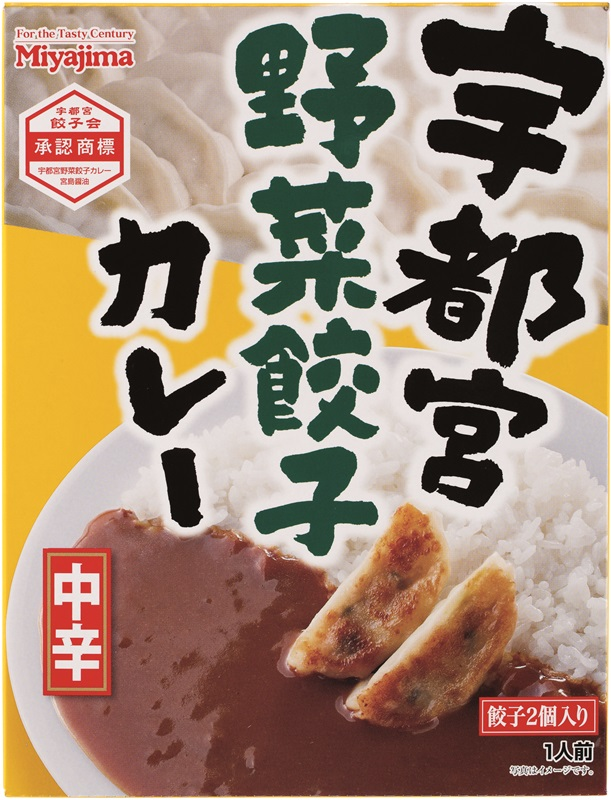 For the Tasty Century
Miyajima
宇都宮
餃子会
承認商標
宇都宮野菜餃子カレー
宮島醤油
宇都宮
野菜餃子
カレー
中辛
餃子2個入り
1人前
写真はイメージです。